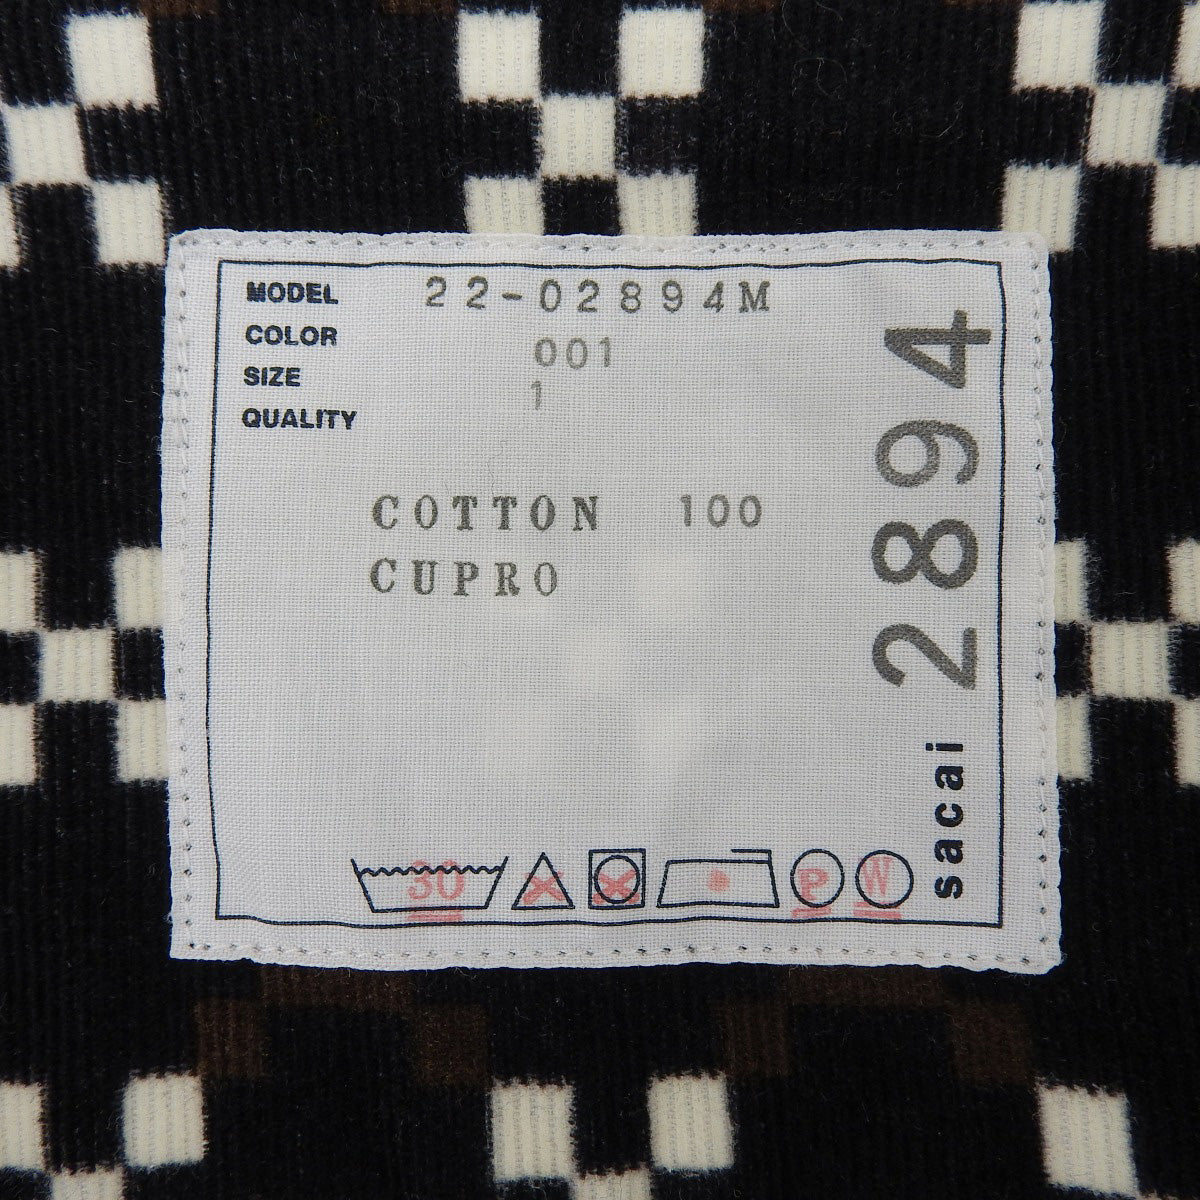 MODEL 22-02894M
COLOR 001
SIZE 1
QUALITY
COTTON 100
CUPRO
30 P W
sacai 2894